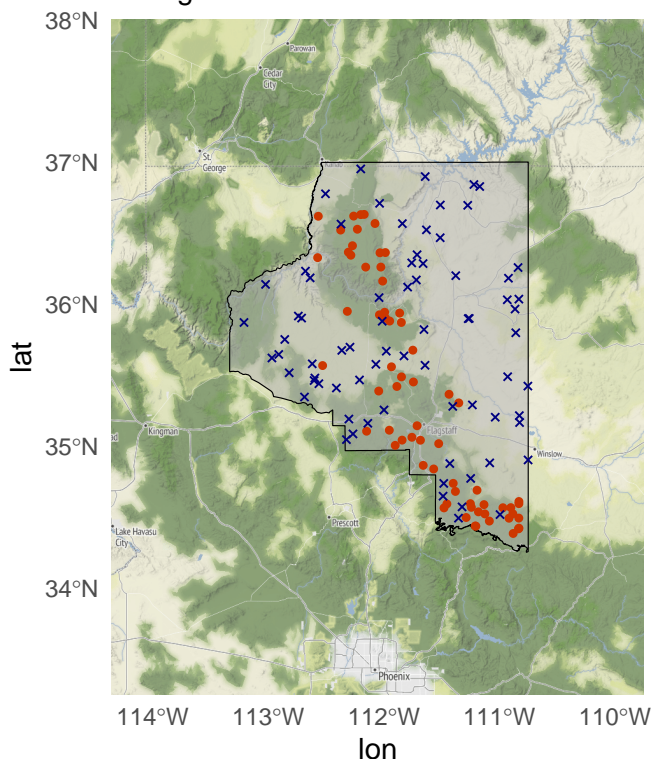 38°N
Parowan
Cedar
City
37°N
St.
George
36°N
lat
35°N
Kingman
Flagstaff
Winslow
Prescott
Lake Havasu
City
34°N
Phoenix
114°W 113°W 112°W 111°W 110°W
lon